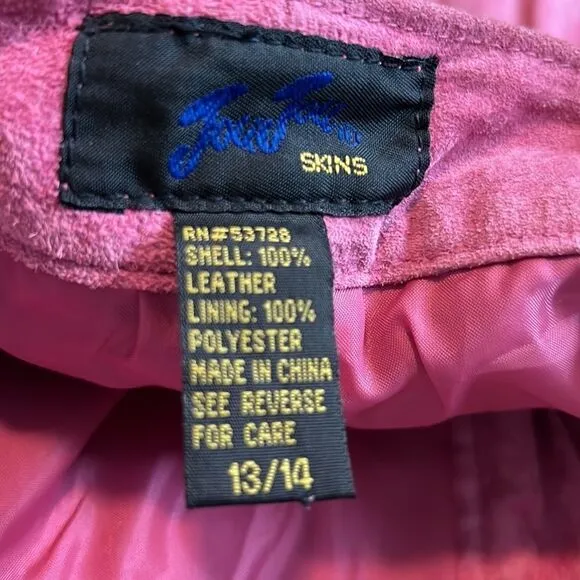 SKINS
RN#53728
SHELL: 100%
LEATHER
LINING: 100%
POLYESTER
MADE IN CHINA
SEE REVERSE
FOR CARE
13/14